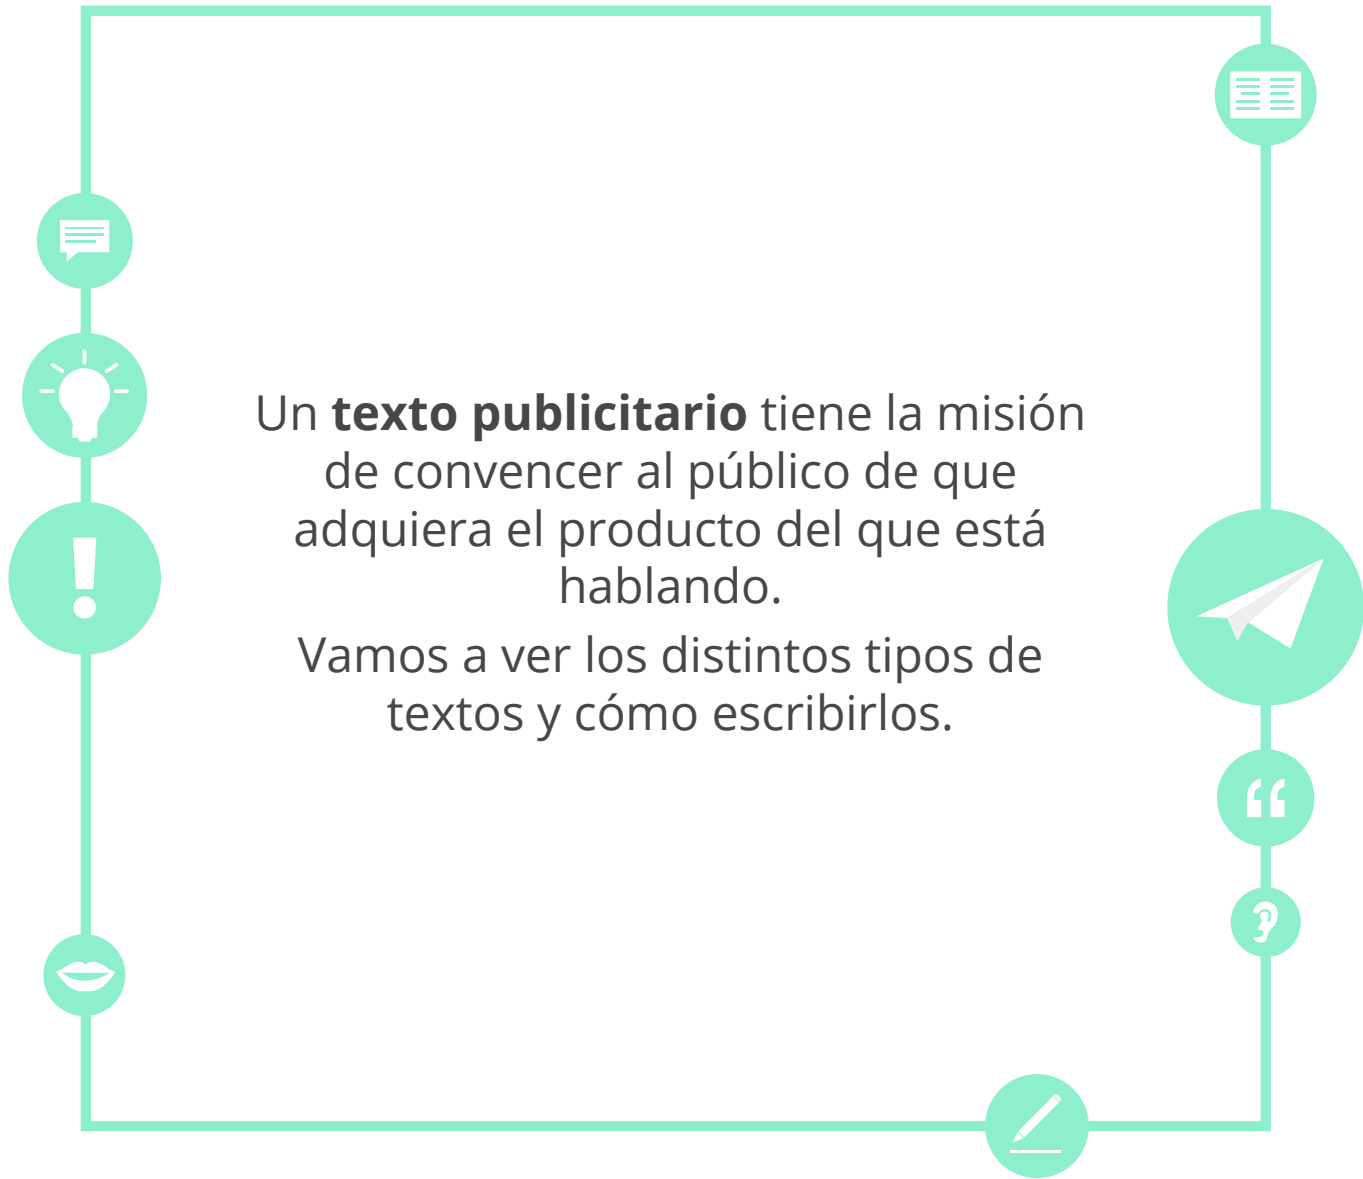 Un texto publicitario tiene la misión
de convencer al público de que
adquiera el producto del que está
hablando.
Vamos a ver los distintos tipos de
textos y cómo escribirlos.